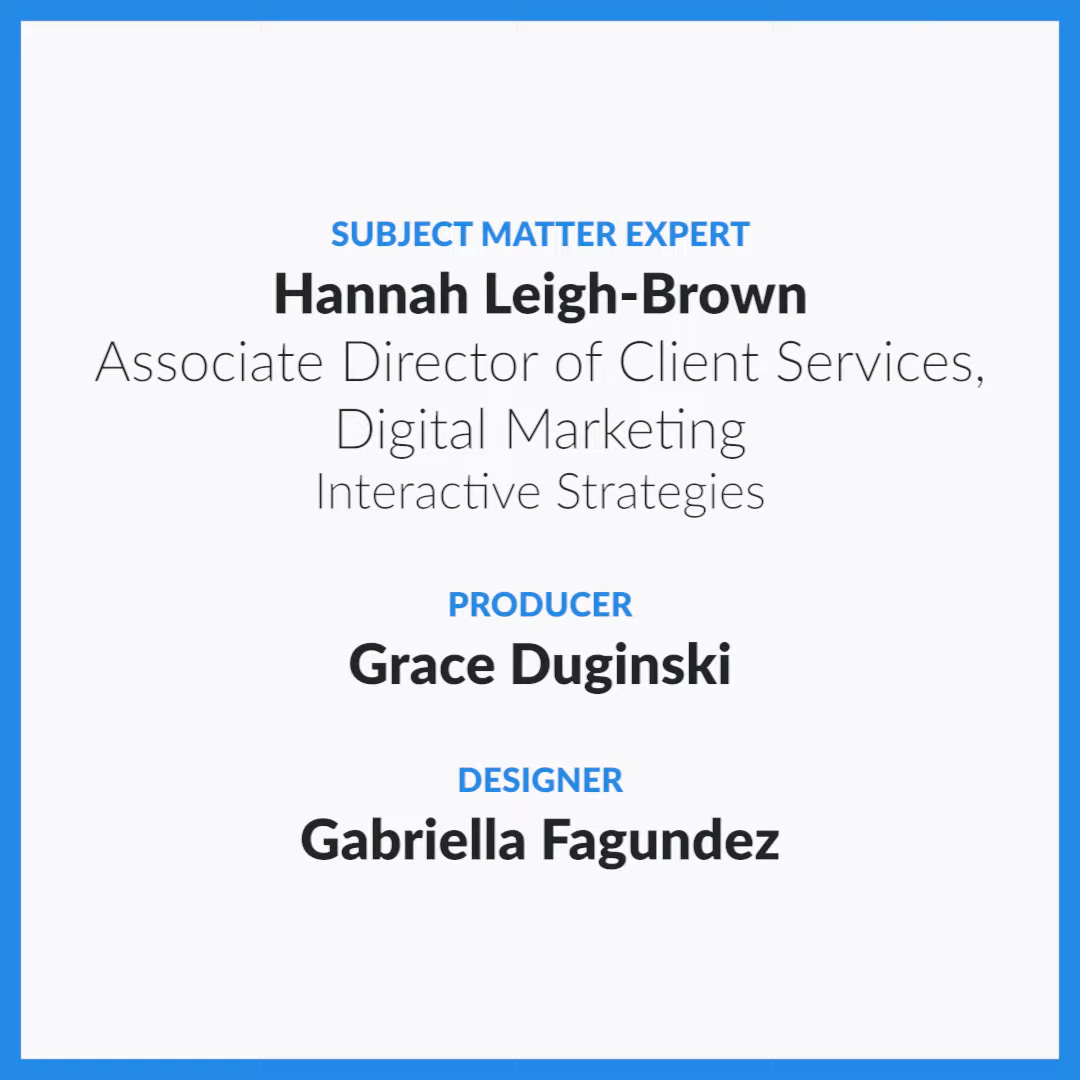 SUBJECT MATTER EXPERT
Hannah Leigh-Brown
Associate Director of Client Services,
Digital Marketing
Interactive Strategies
PRODUCER
Grace Duginski
DESIGNER
Gabriella Fagundez